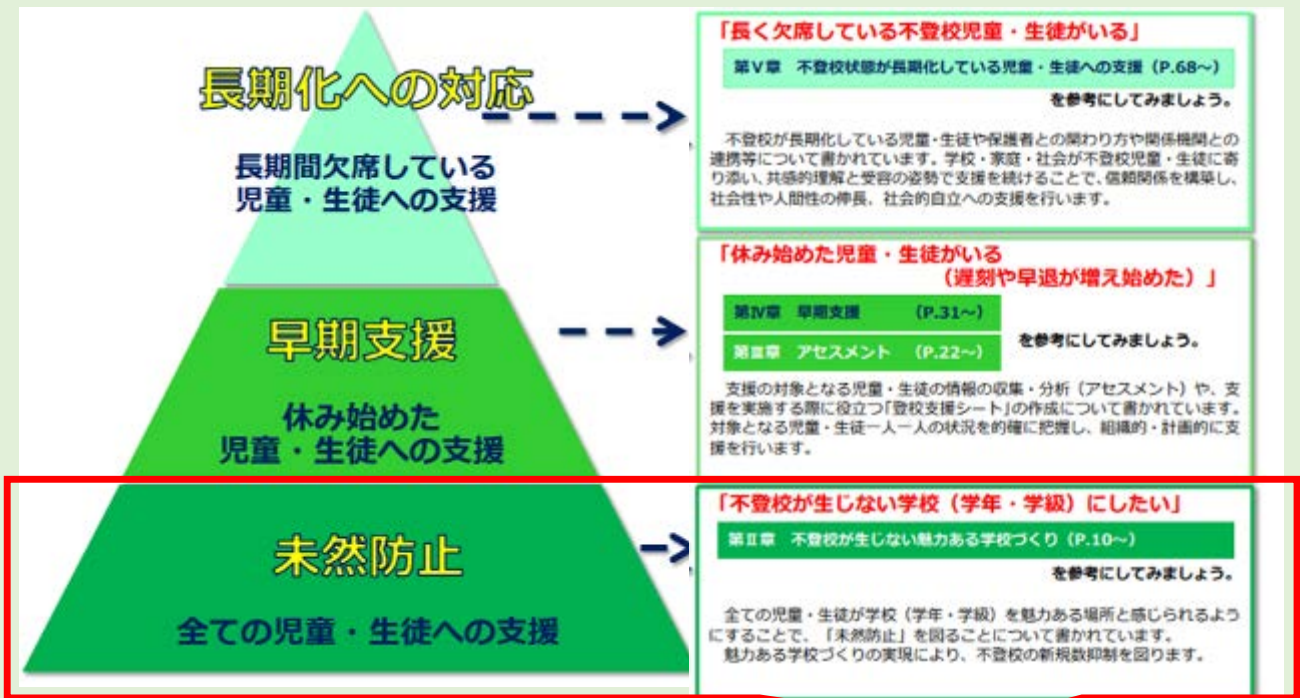 長期化への対応
長期間欠席している
児童・生徒への支援
早期支援
休み始めた
児童・生徒への支援
未然防止
全ての児童・生徒への支援
「長く欠席している不登校児童・生徒がいる」
第Ⅴ章 不登校状態が長期化している児童・生徒への支援（P.68～）
を参考にしてみましょう。
不登校が長期化している児童・生徒や保護者との関わり方や関係機関との
連携等について書かれています。学校・家庭・社会が不登校児童・生徒に寄
り添い、共感的理解と受容の姿勢で支援を続けることで、信頼関係を構築し、
社会性や人間性の伸長、社会的自立への支援を行います。
「休み始めた児童・生徒がいる
（遅刻や早退が増え始めた）」
第Ⅳ章 早期支援 （P.31～）
第Ⅲ章 アセスメント （P.22～）
を参考にしてみましょう。
支援の対象となる児童・生徒の情報の収集・分析（アセスメント）や、支
援を実施する際に役立つ「登校支援シート」の作成について書かれています。
対象となる児童・生徒一人一人の状況を的確に把握し、組織的・計画的に支
援を行います。
「不登校が生じない学校（学年・学級）にしたい」
第Ⅱ章 不登校が生じない魅力ある学校づくり（P.10～）
を参考にしてみましょう。
全ての児童・生徒が学校（学年・学級）を魅力ある場所と感じられるよう
にすることで、「未然防止」を図ることについて書かれています。
魅力ある学校づくりの実現により、不登校の新規数抑制を図ります。